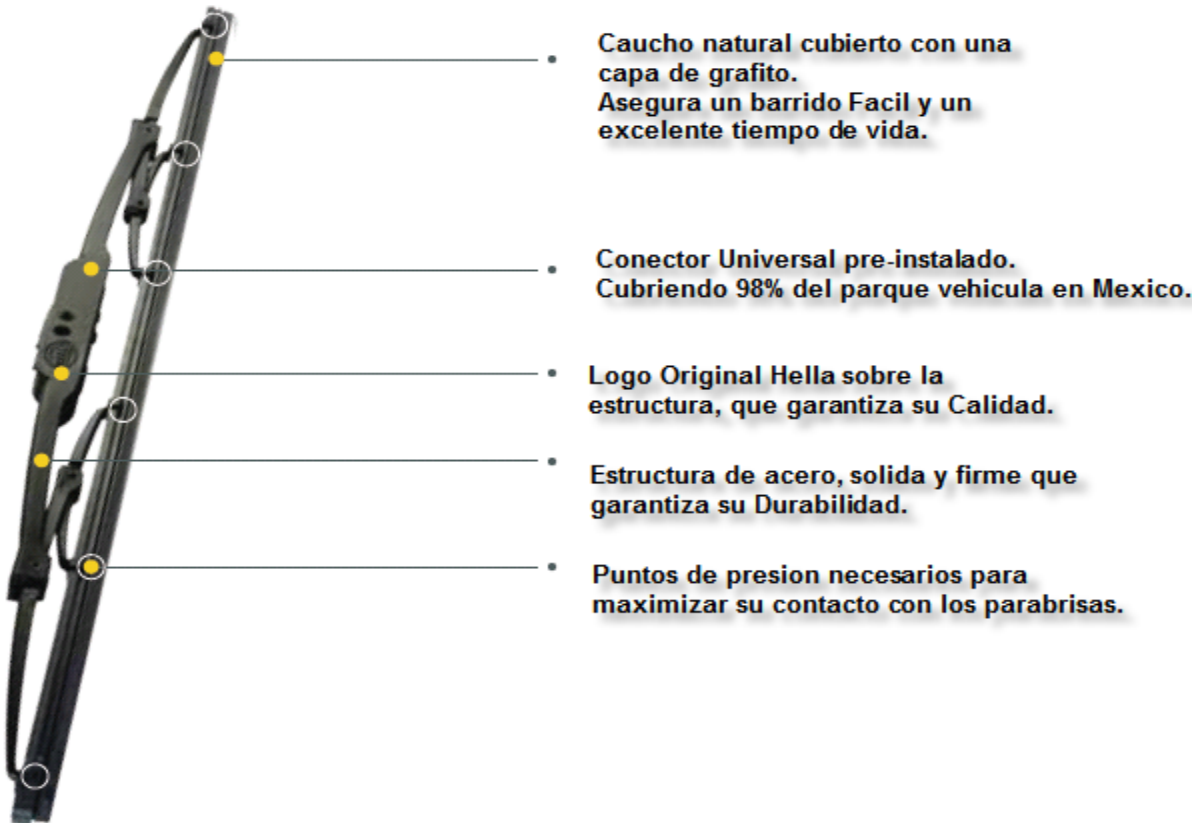 Caucho natural cubierto con una
capa de grafito.
Asegura un barrido Facil y un
excelente tiempo de vida.
Conector Universal pre-instalado.
Cubriendo 98% del parque vehicula en Mexico.
Logo Original Hella sobre la
estructura, que garantiza su Calidad.
Estructura de acero, solida y firme que
garantiza su Durabilidad.
Puntos de presion necesarios para
maximizar su contacto con los parabrisas.